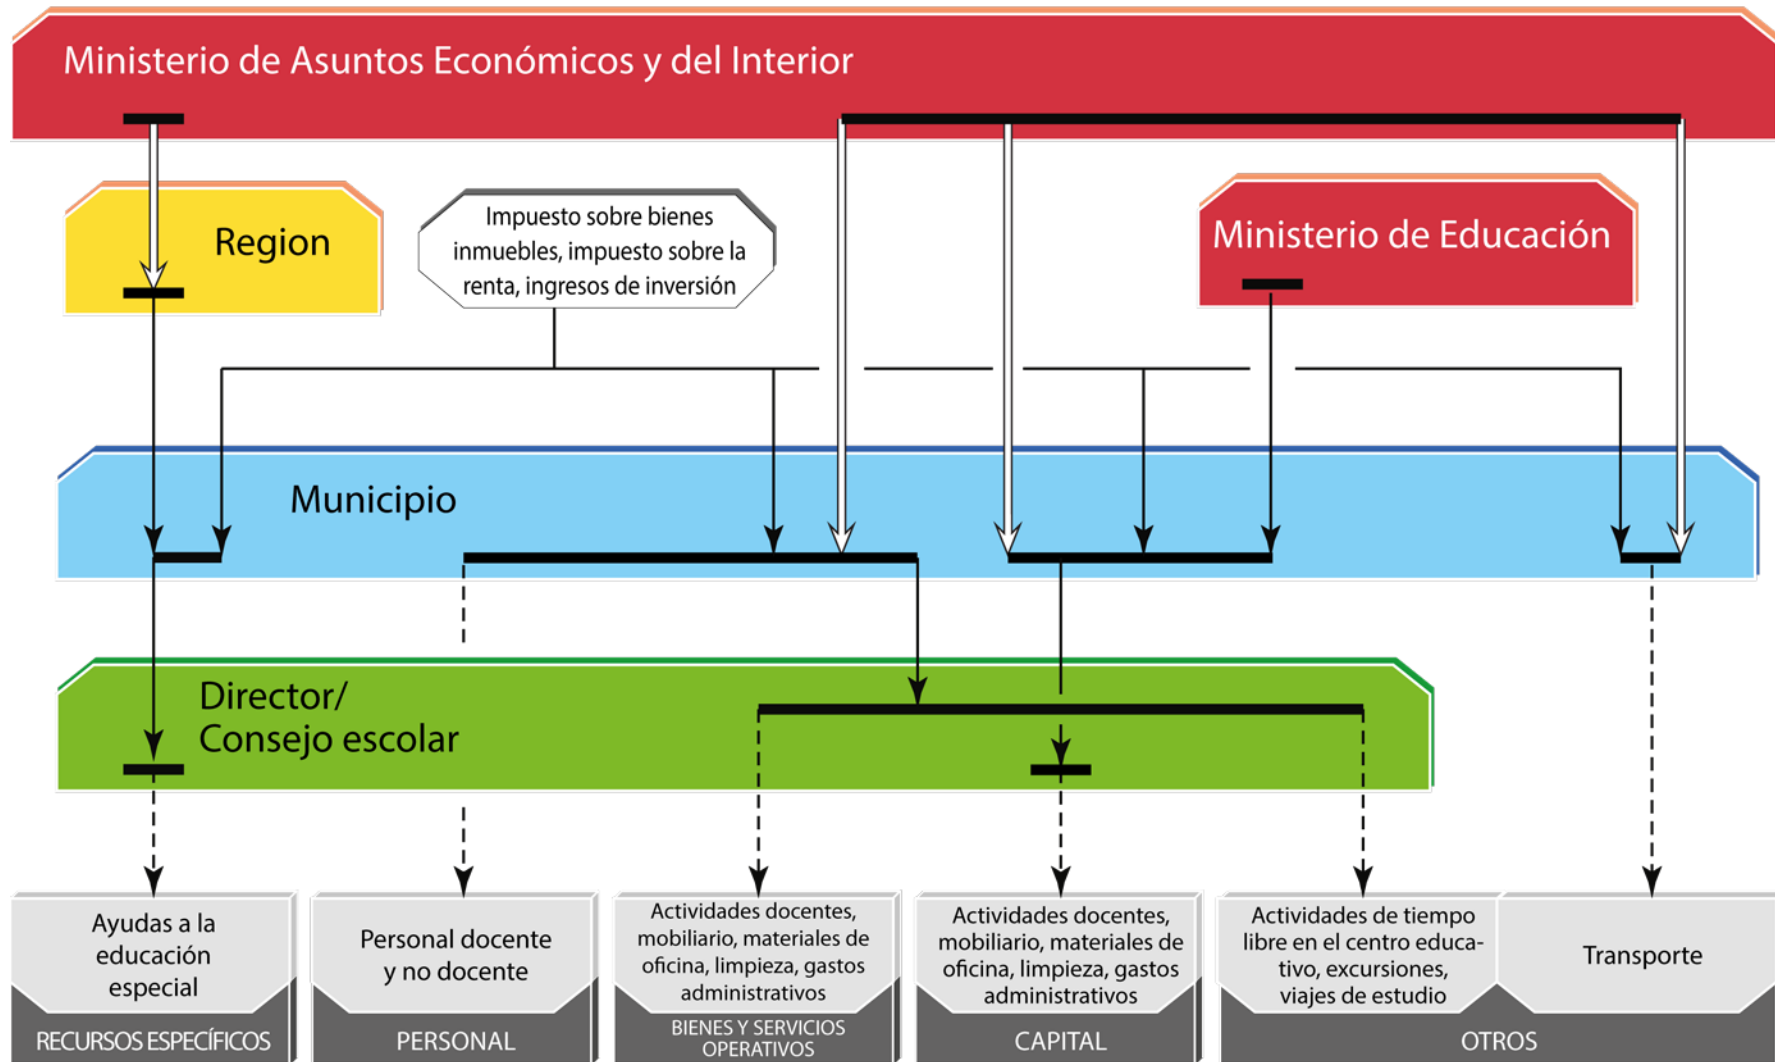 Ministerio de Asuntos Económicos y del Interior
Region
Impuesto sobre bienes
inmuebles, impuesto sobre la
renta, ingresos de inversión
Ministerio de Educación
Municipio
Director/
Consejo escolar
Ayudas a la
educación
especial
RECURSOS ESPECÍFICOS
Personal docente
y no docente
PERSONAL
Actividades docentes,
mobiliario, materiales de
oficina, limpieza, gastos
administrativos
BIENES Y SERVICIOS
OPERATIVOS
Actividades docentes,
mobiliario, materiales de
oficina, limpieza, gastos
administrativos
CAPITAL
Actividades de tiempo
libre en el centro educa-
tivo, excursiones,
viajes de estudio
Transporte
OTROS